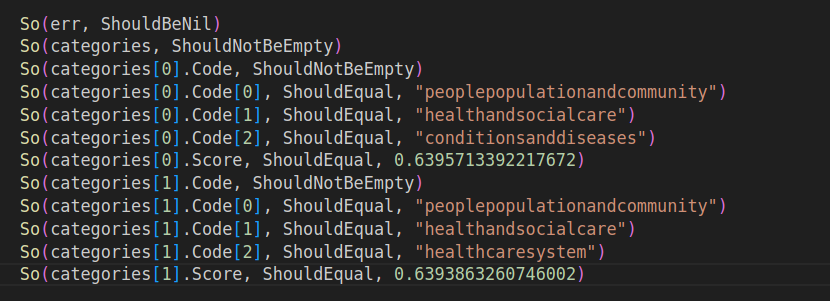 So(err, ShouldBeNil)
So(categories, ShouldNotBeEmpty)
So(categories[0].Code, ShouldNotBeEmpty)
So(categories[0].Code[0], ShouldEqual, "peoplepopulationandcommunity")
So(categories[0].Code[1], ShouldEqual, "healthandsocialcare")
So(categories[0].Code[2], ShouldEqual, "conditionsanddiseases")
So(categories[0].Score, ShouldEqual, 0.6395713392217672)
So(categories[1].Code, ShouldNotBeEmpty)
So(categories[1].Code[0], ShouldEqual, "peoplepopulationandcommunity")
So(categories[1].Code[1], ShouldEqual, "healthandsocialcare")
So(categories[1].Code[2], ShouldEqual, "healthcaresystem")
So(categories[1].Score, ShouldEqual, 0.6393863260746002)